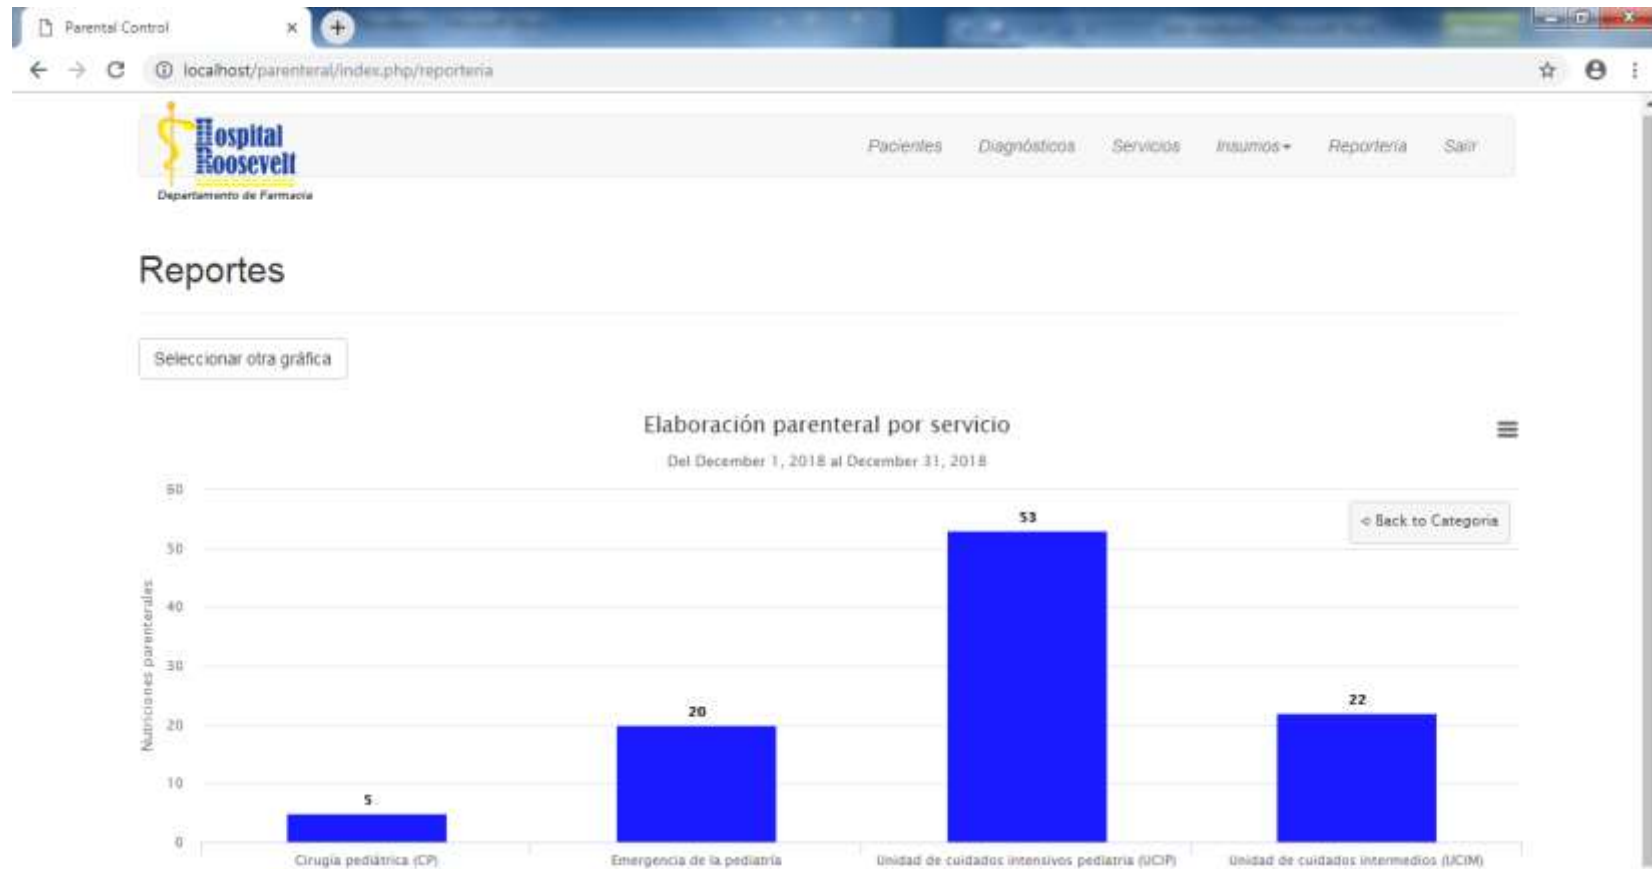 Parental Control
localhost/parenteral/index.php/reporteria
Hospital
Roosevelt
Departamento de Farmacia
Pacientes Diagnósticos Servicios Insumos Reportería Salir
Reportes
Seleccionar otra gráfica
Elaboración parenteral por servicio
Del December 1, 2018 al December 31, 2018
60
50
40
30
20
10
0
Nutriciones parenterales
5
20
53
22
◁ Back to Categoria
Cirugía pediátrica (CP)
Emergencia de la pediatría
Unidad de cuidados intensivos pediatria (UCIP)
Unidad de cuidados intermedios (UCIM)